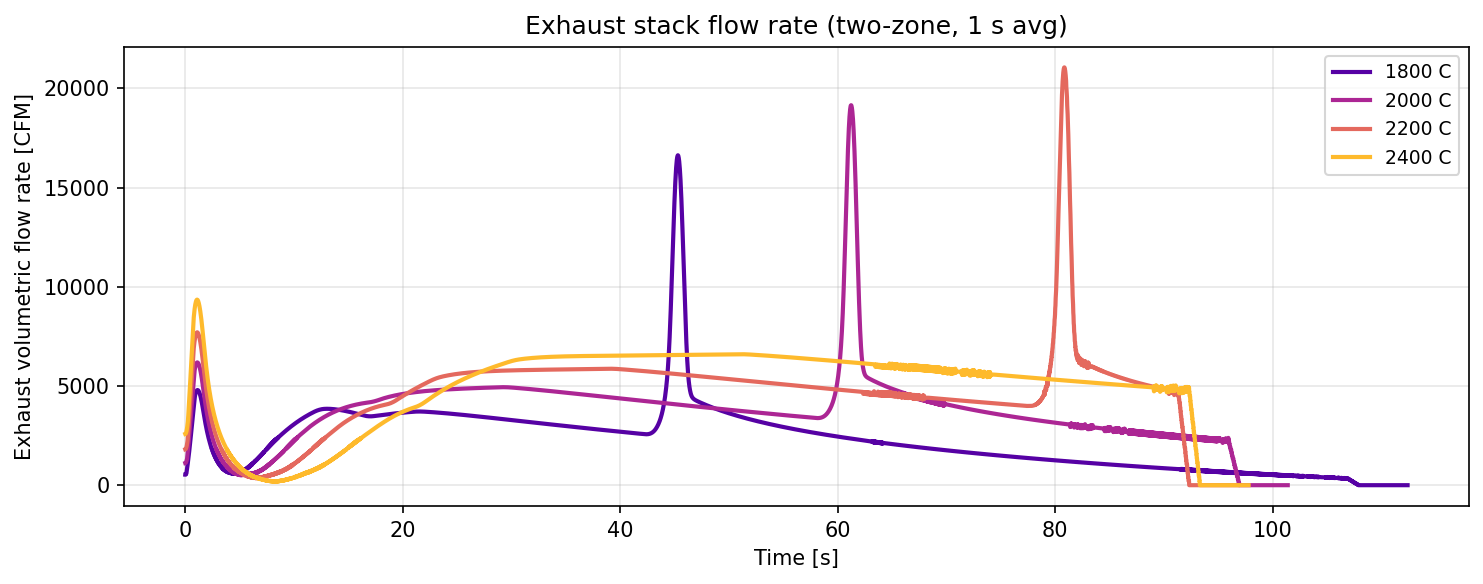 Exhaust stack flow rate (two-zone, 1 s avg)
Exhaust volumetric flow rate [CFM]
20000
15000
10000
5000
0
1800 C
2000 C
2200 C
2400 C
0 20 40 60 80 100
Time [s]